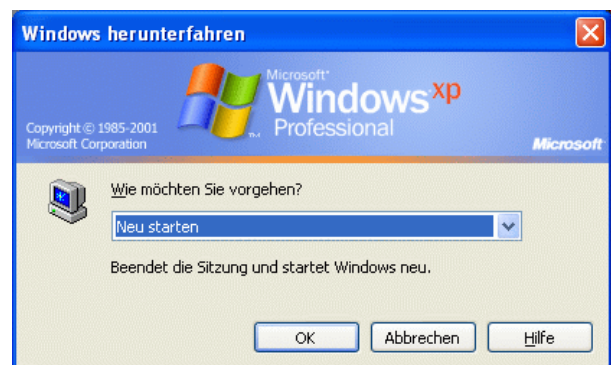 Windows herunterfahren
Microsoft®
Windows xp
Professional
Copyright © 1985-2001
Microsoft Corporation
Microsoft
Wie möchten Sie vorgehen?
Neu starten
Beendet die Sitzung und startet Windows neu.
OK Abbrechen Hilfe